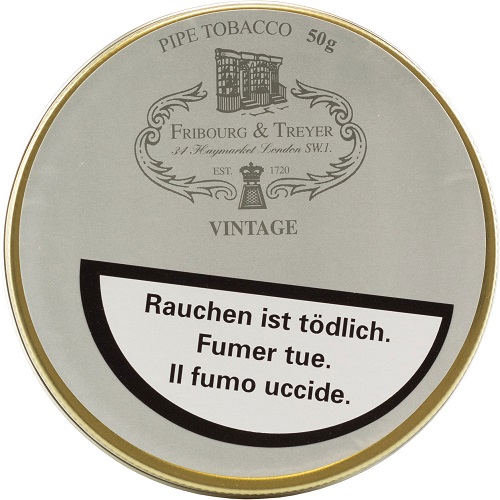 PIPE TOBACCO 50g
FRIBOURG & TREYER
34 Haymarket London SW.1.
EST. 1720
VINTAGE
Rauchen ist tödlich.
Fumer tue.
Il fumo uccide.